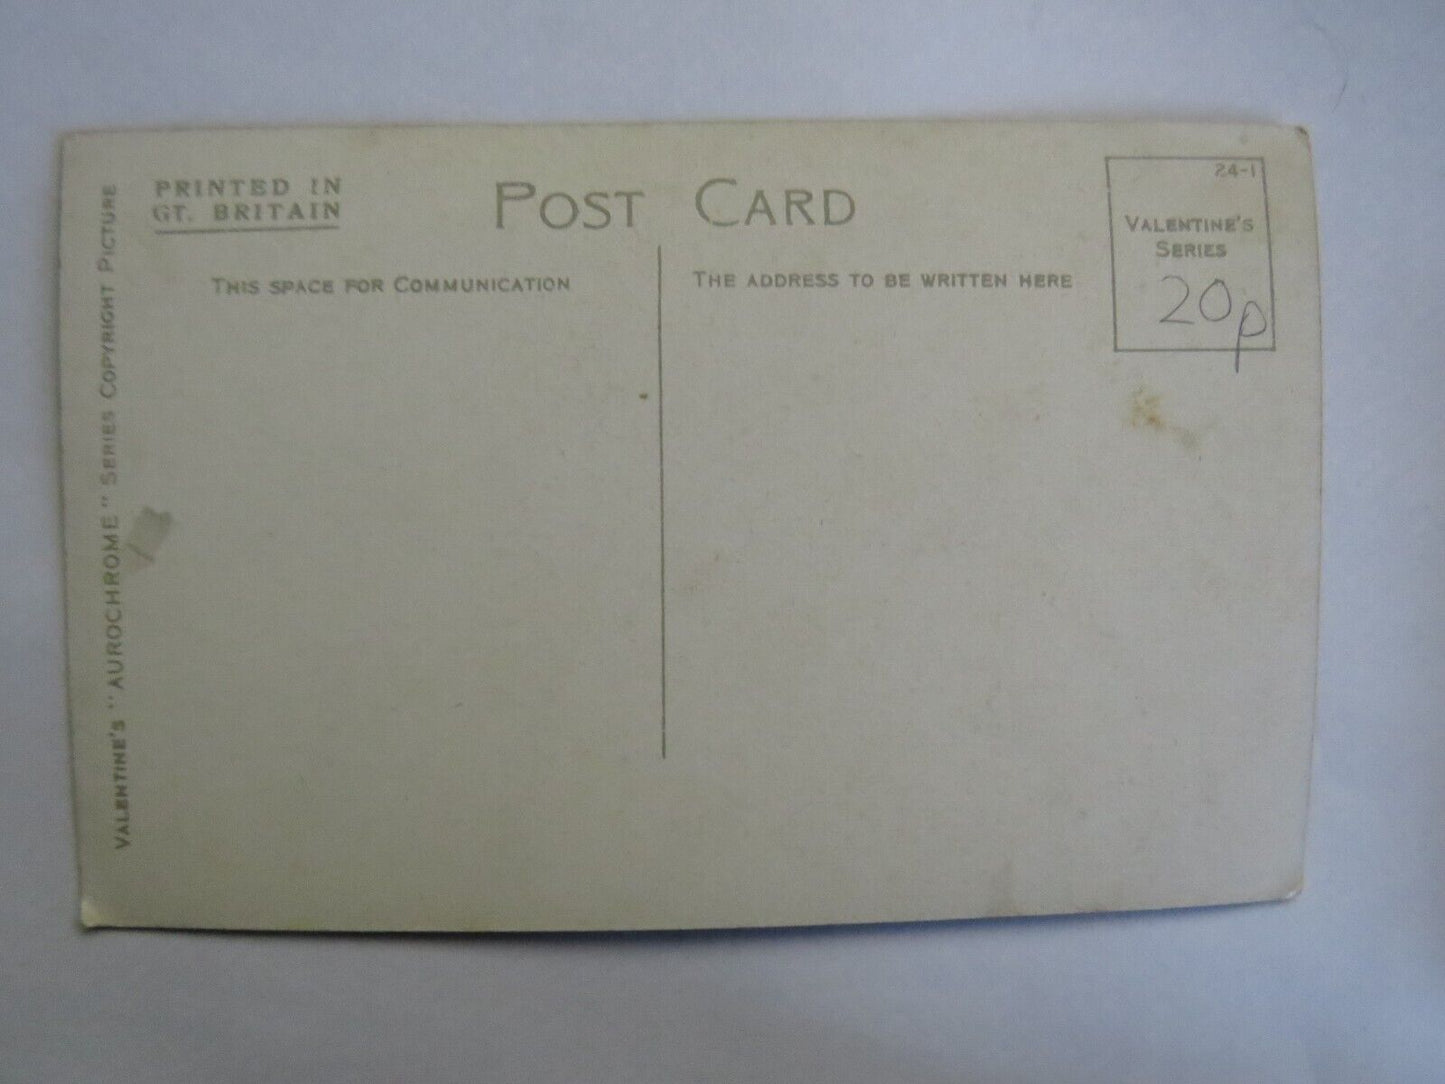 PRINTED IN
GT. BRITAIN
POST CARD
THIS SPACE FOR COMMUNICATION
THE ADDRESS TO BE WRITTEN HERE
24-1
VALENTINE'S
SERIES
20p
VALENTINE'S "AUROCHROME" SERIES COPYRIGHT PICTURE